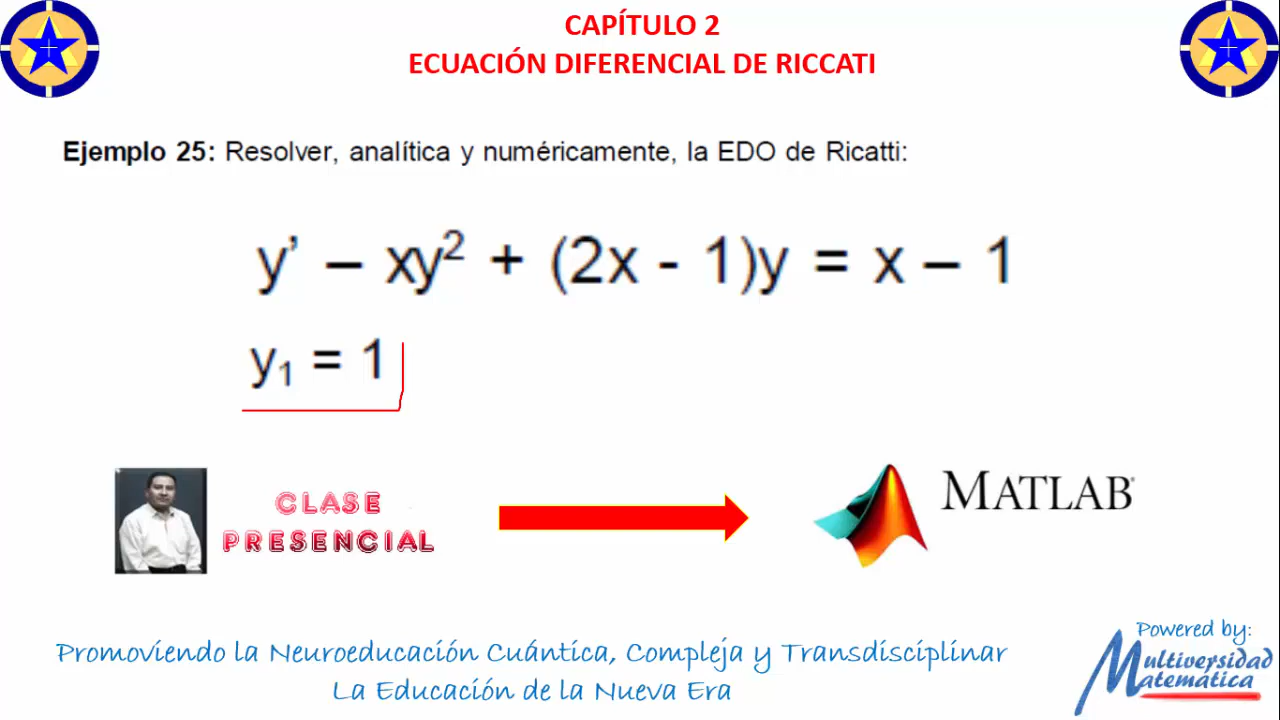 CAPÍTULO 2
ECUACIÓN DIFERENCIAL DE RICCATI
Ejemplo 25: Resolver, analítica y numéricamente, la EDO de Ricatti:
y’ – xy² + (2x - 1)y = x – 1
y₁ = 1
CLASE
PRESENCIAL
MATLAB
Promoviendo la Neuroeducación Cuántica, Compleja y Transdisciplinar
La Educación de la Nueva Era
Powered by:
Multiversidad
Matemática